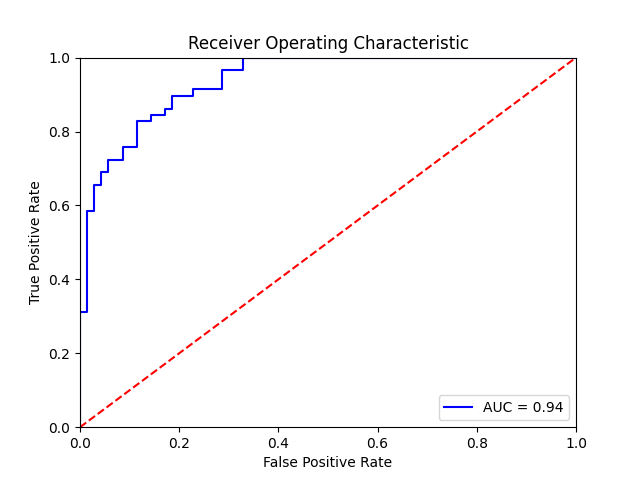 Receiver Operating Characteristic
1.0
0.8
0.6
0.4
0.2
0.0
True Positive Rate
AUC = 0.94
0.0 0.2 0.4 0.6 0.8 1.0
False Positive Rate